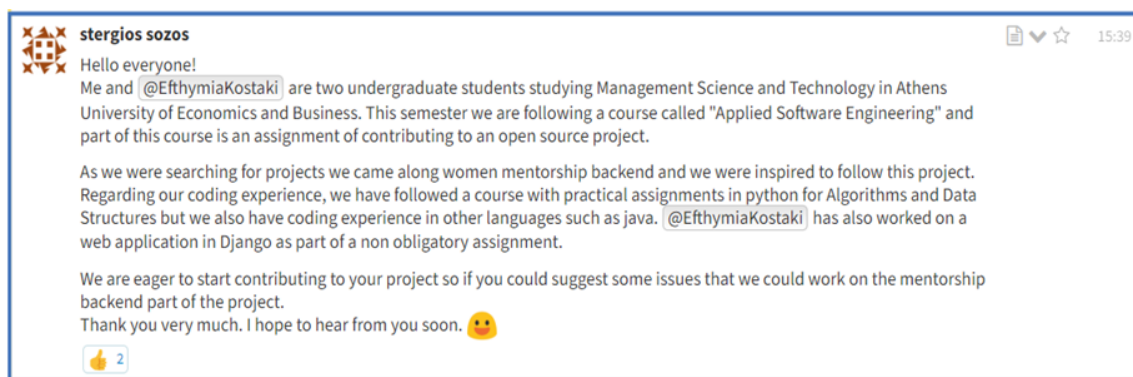 stergios sozos
15:39
Hello everyone!
Me and @EfthymiaKostaki are two undergraduate students studying Management Science and Technology in Athens
University of Economics and Business. This semester we are following a course called "Applied Software Engineering" and
part of this course is an assignment of contributing to an open source project.
As we were searching for projects we came along women mentorship backend and we were inspired to follow this project.
Regarding our coding experience, we have followed a course with practical assignments in python for Algorithms and Data
Structures but we also have coding experience in other languages such as java. @EfthymiaKostaki has also worked on a
web application in Django as part of a non obligatory assignment.
We are eager to start contributing to your project so if you could suggest some issues that we could work on the mentorship
backend part of the project.
Thank you very much. I hope to hear from you soon.
2